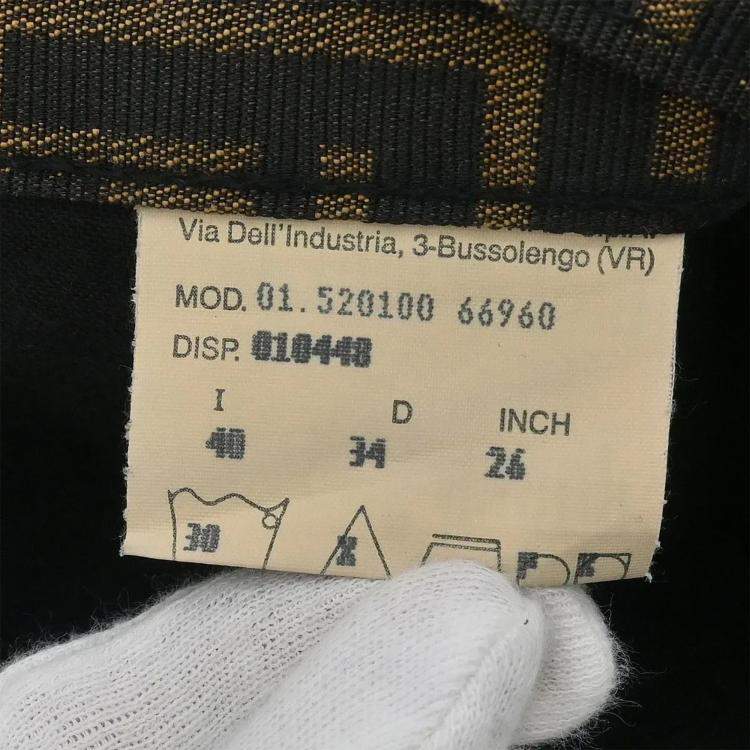 Via Dell'Industria, 3-Bussolengo (VR)
MOD. 01.520100 66960
DISP. 010448
I D INCH
40 34 26
30 X P K